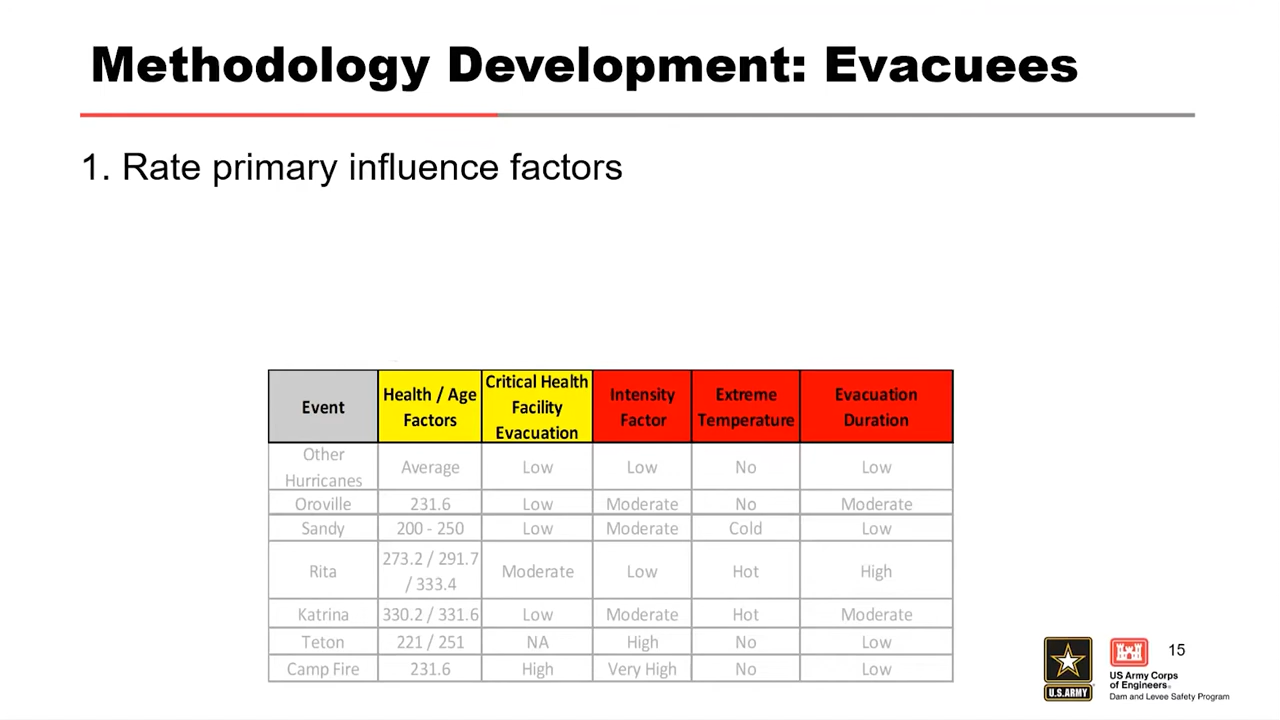 Methodology Development: Evacuees
1. Rate primary influence factors
Event Health / Age Factors Critical Health Facility Evacuation Intensity Factor Extreme Temperature Evacuation Duration
Other Hurricanes Average Low Low No Low
Oroville 231.6 Low Moderate No Moderate
Sandy 200 - 250 Low Moderate Cold Low
Rita 273.2 / 291.7 / 333.4 Moderate Low Hot High
Katrina 330.2 / 331.6 Low Moderate Hot Moderate
Teton 221 / 251 NA High No Low
Camp Fire 231.6 High Very High No Low
U.S.ARMY
US Army Corps
of Engineers®
Dam and Levee Safety Program
15